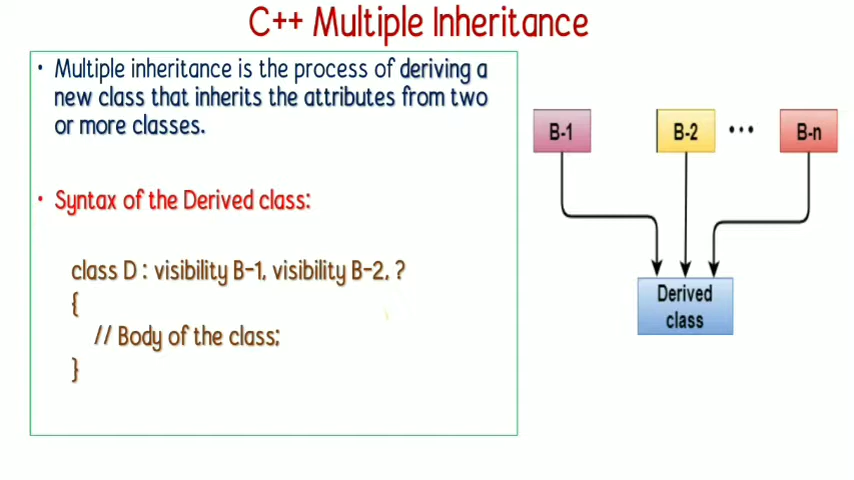 C++ Multiple Inheritance
• Multiple inheritance is the process of deriving a
new class that inherits the attributes from two
or more classes.
• Syntax of the Derived class:
class D : visibility B-1, visibility B-2, ?
{
// Body of the class;
}
B-1
B-2
•••
B-n
Derived
class